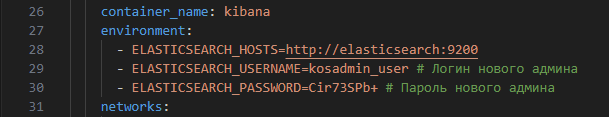 26 container_name: kibana
27 environment:
28 - ELASTICSEARCH_HOSTS=http://elasticsearch:9200
29 - ELASTICSEARCH_USERNAME=kosadmin_user # Логин нового админа
30 - ELASTICSEARCH_PASSWORD=Cir73SPb+ # Пароль нового админа
31 networks: